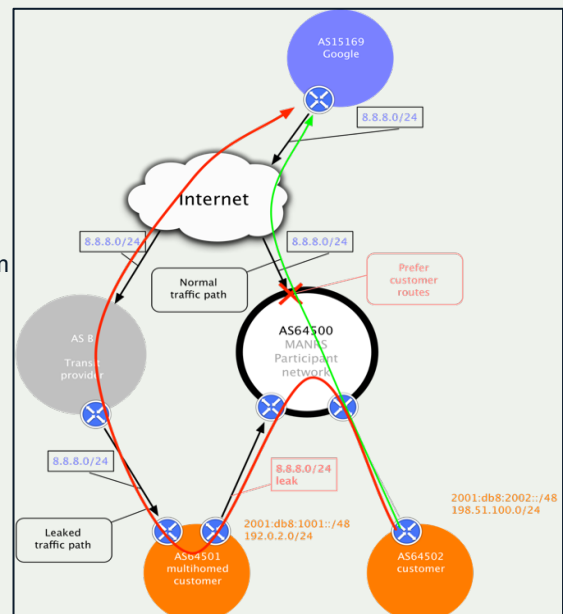 AS15169
Google
8.8.8.0/24
Internet
8.8.8.0/24
8.8.8.0/24
m
Normal
traffic path
Prefer
customer
routes
AS64500
MANRS
Participant
network
AS B
Transit
provider
8.8.8.0/24
8.8.8.0/24
leak
Leaked
traffic path
2001:db8:1001::/48
192.0.2.0/24
2001:db8:2002::/48
198.51.100.0/24
AS64501
multihomed
customer
AS64502
customer